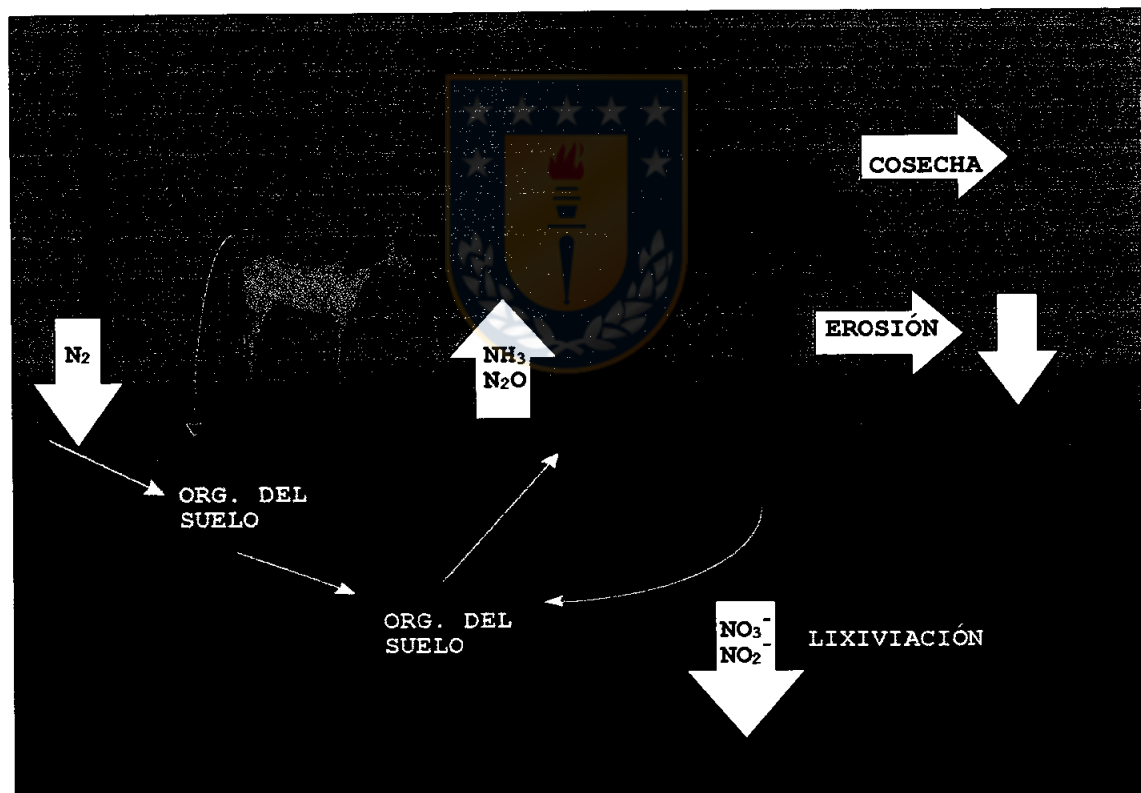 COSECHA
EROSIÓN
N₂
NH₃
N₂O
ORG. DEL
SUELO
ORG. DEL
SUELO
NO₃⁻
NO₂⁻
LIXIVIACIÓN